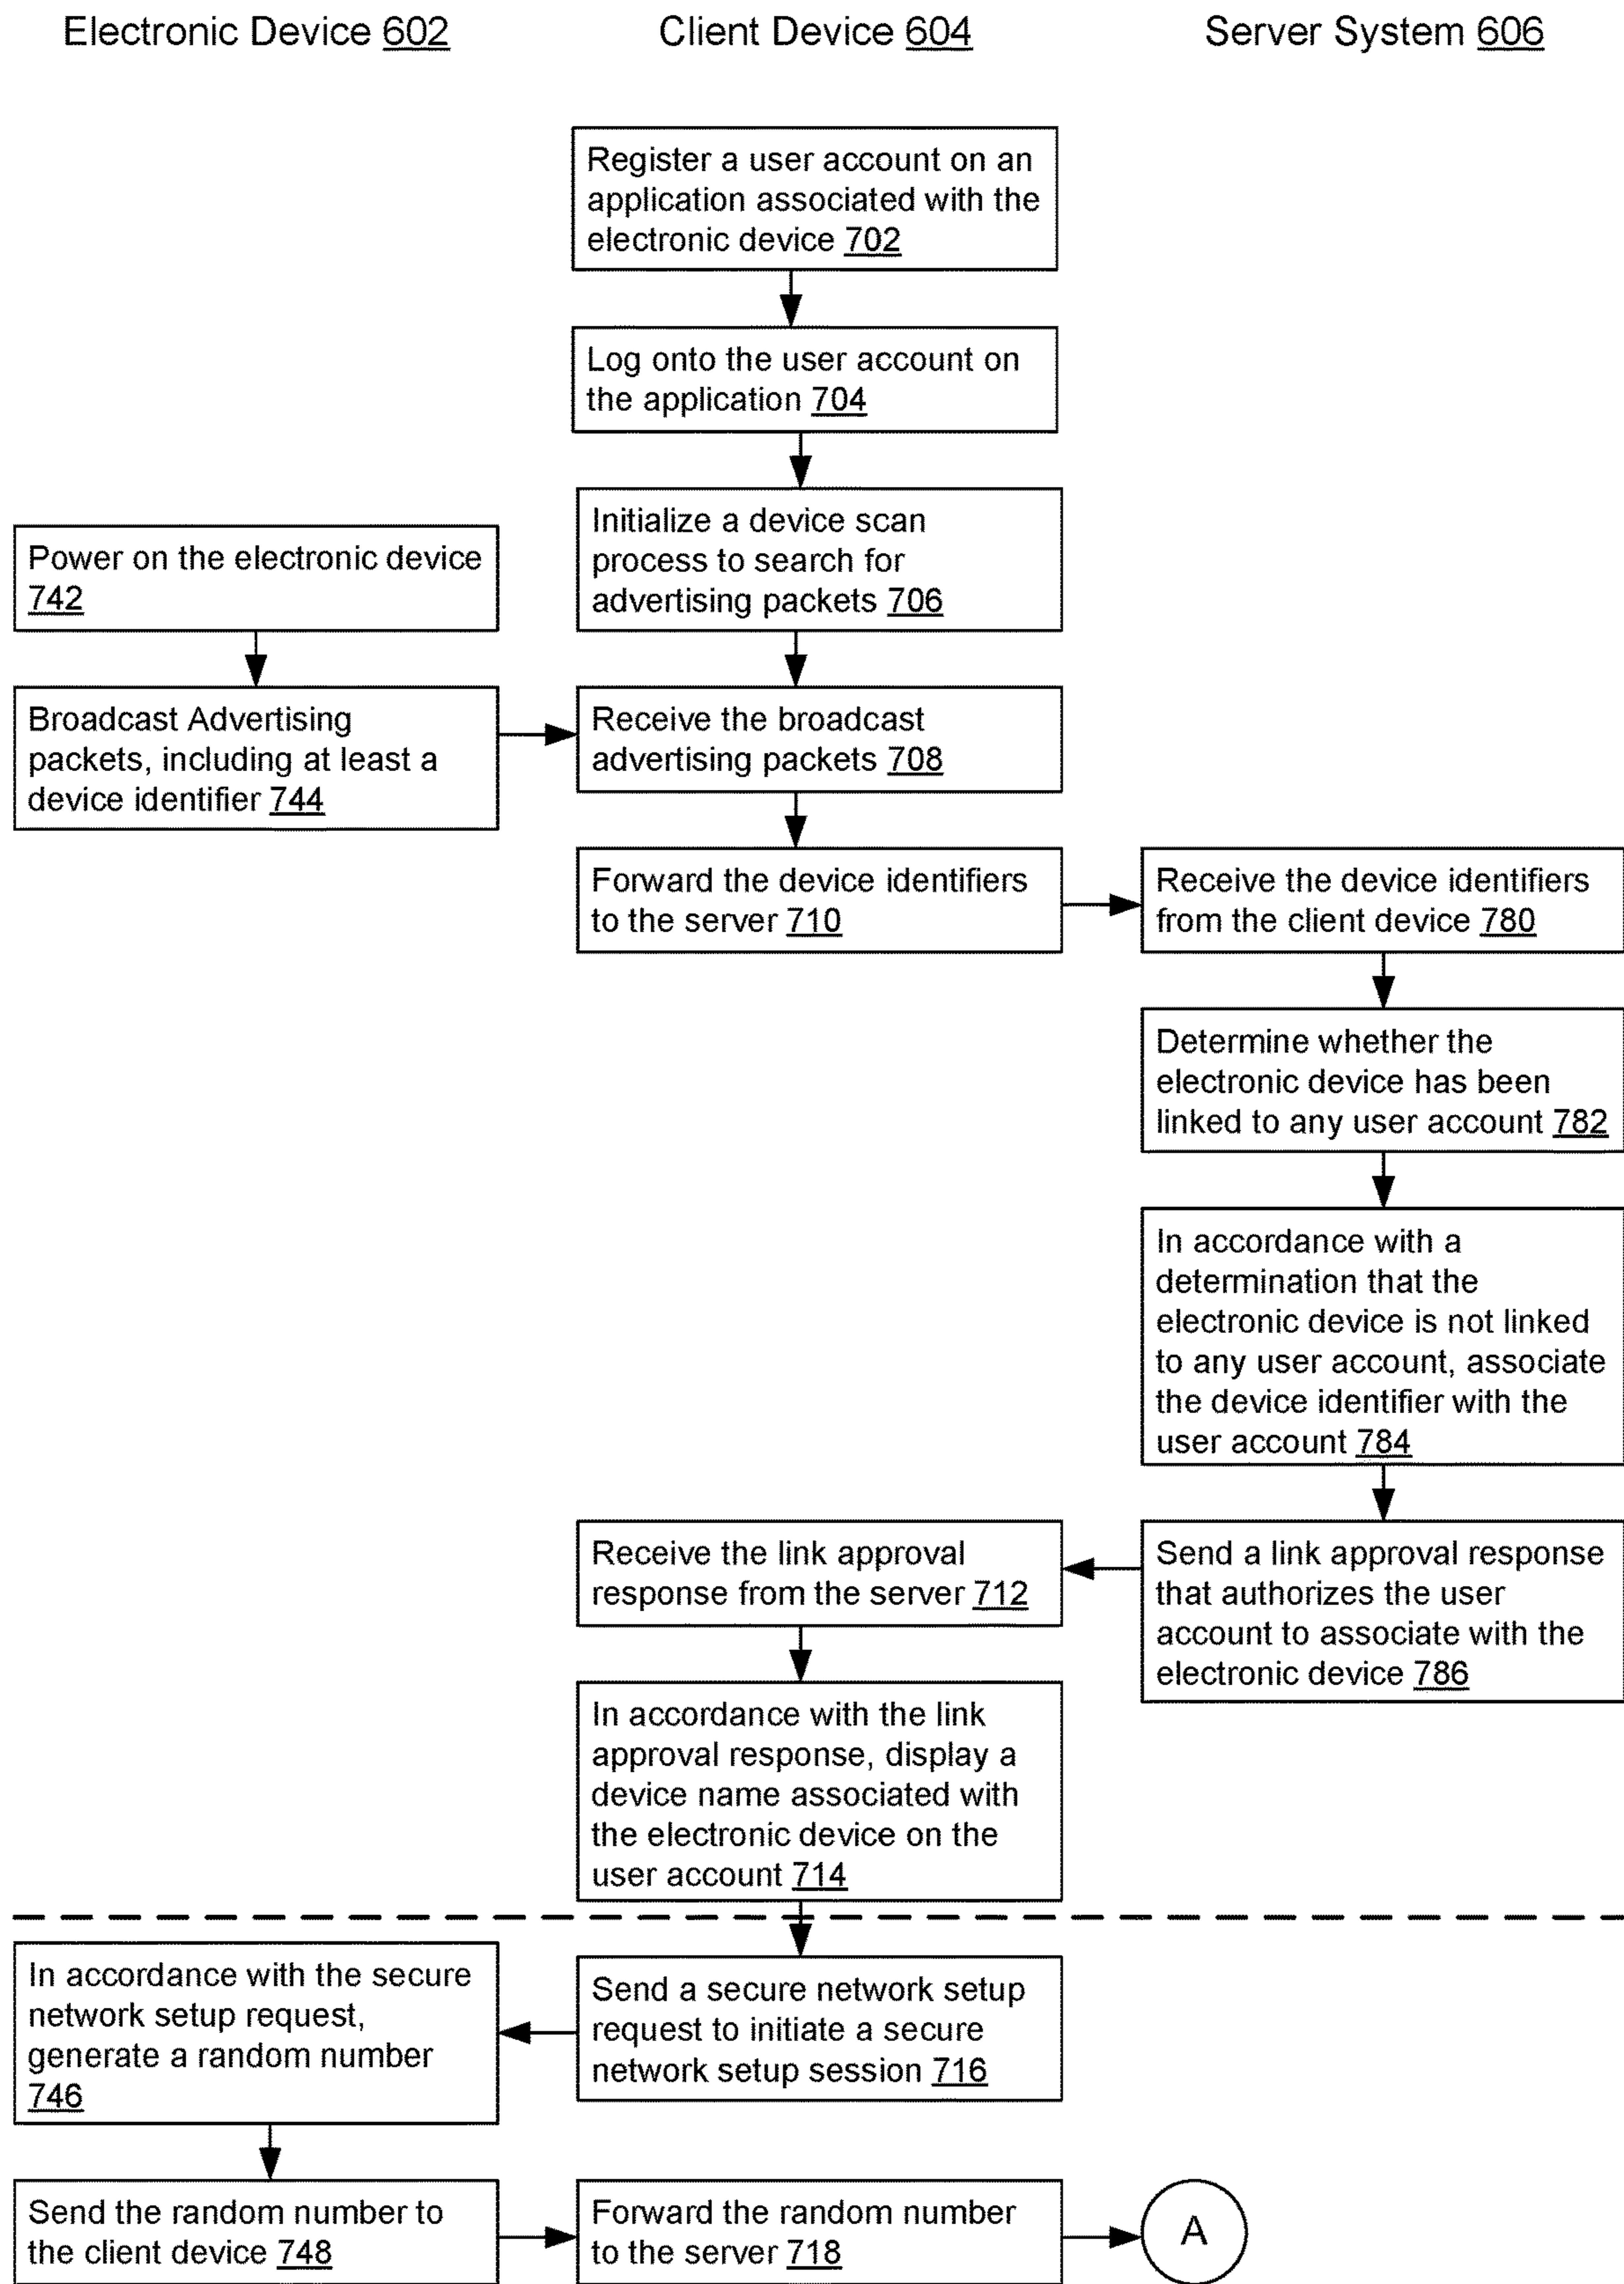 Electronic Device 602
Client Device 604
Server System 606
Register a user account on an
application associated with the
electronic device 702
Log onto the user account on
the application 704
Initialize a device scan
process to search for
advertising packets 706
Power on the electronic device
742
Broadcast Advertising
packets, including at least a
device identifier 744
Receive the broadcast
advertising packets 708
Forward the device identifiers
to the server 710
Receive the device identifiers
from the client device 780
Determine whether the
electronic device has been
linked to any user account 782
In accordance with a
determination that the
electronic device is not linked
to any user account, associate
the device identifier with the
user account 784
Send a link approval response
that authorizes the user
account to associate with the
electronic device 786
Receive the link approval
response from the server 712
In accordance with the link
approval response, display a
device name associated with
the electronic device on the
user account 714
Send a secure network setup
request to initiate a secure
network setup session 716
In accordance with the secure
network setup request,
generate a random number
746
Send the random number to
the client device 748
Forward the random number
to the server 718
A